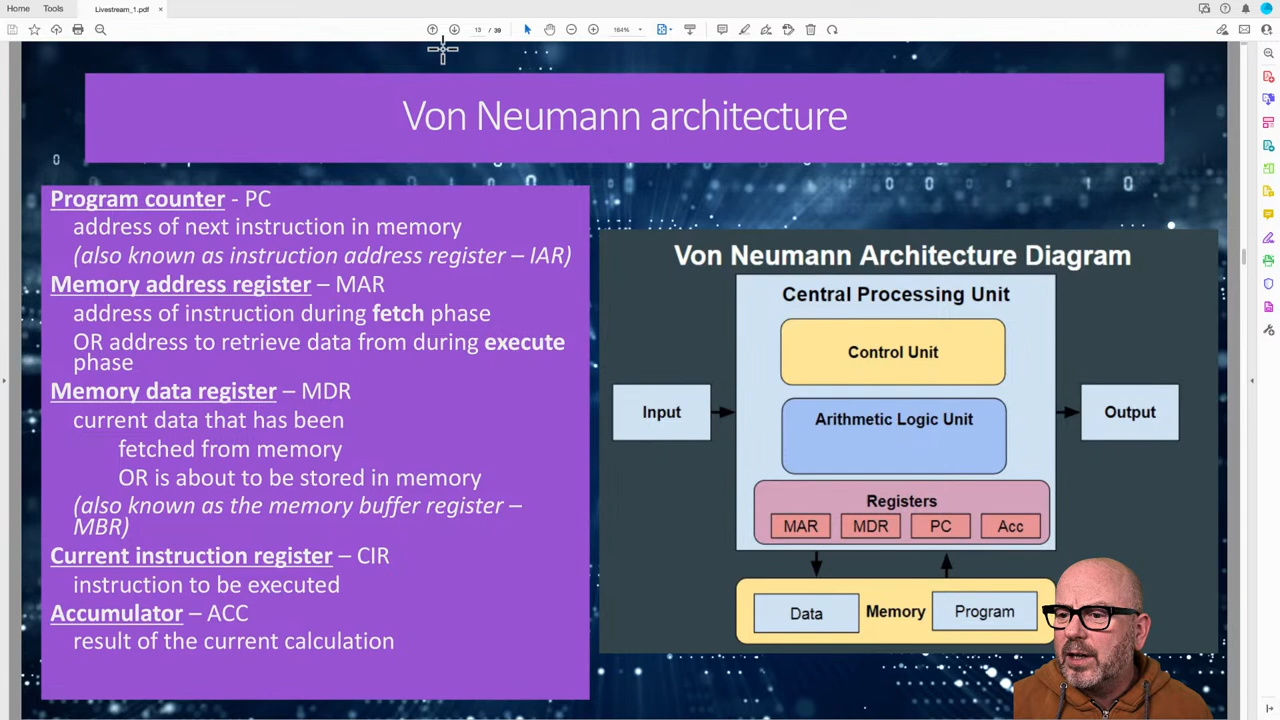 Home
Tools
Livestream_1.pdf
13 / 39
164%
Von Neumann architecture
Program counter - PC
address of next instruction in memory
(also known as instruction address register – IAR)
Memory address register – MAR
address of instruction during fetch phase
OR address to retrieve data from during execute
phase
Memory data register – MDR
current data that has been
fetched from memory
OR is about to be stored in memory
(also known as the memory buffer register –
MBR)
Current instruction register – CIR
instruction to be executed
Accumulator – ACC
result of the current calculation
Von Neumann Architecture Diagram
Central Processing Unit
Control Unit
Input
Arithmetic Logic Unit
Output
Registers
MAR
MDR
PC
Acc
Data
Memory
Program